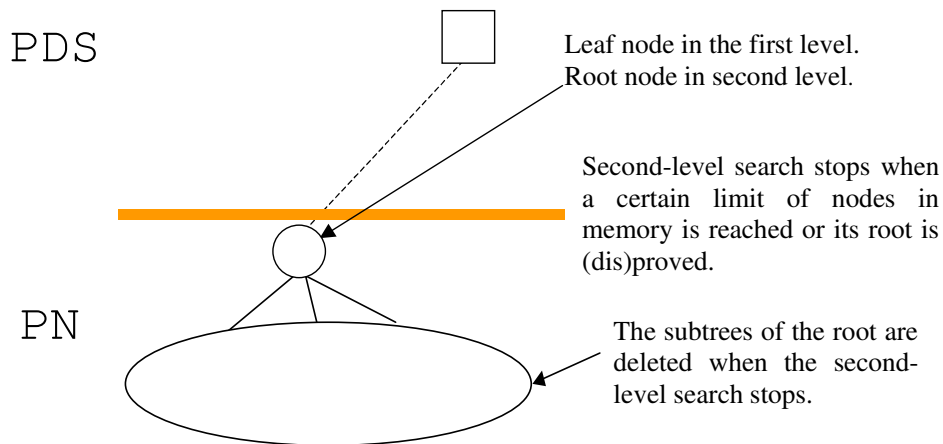 PDS
Leaf node in the first level.
Root node in second level.
Second-level search stops when
a certain limit of nodes in
memory is reached or its root is
(dis)proved.
PN
The subtrees of the root are
deleted when the second-
level search stops.